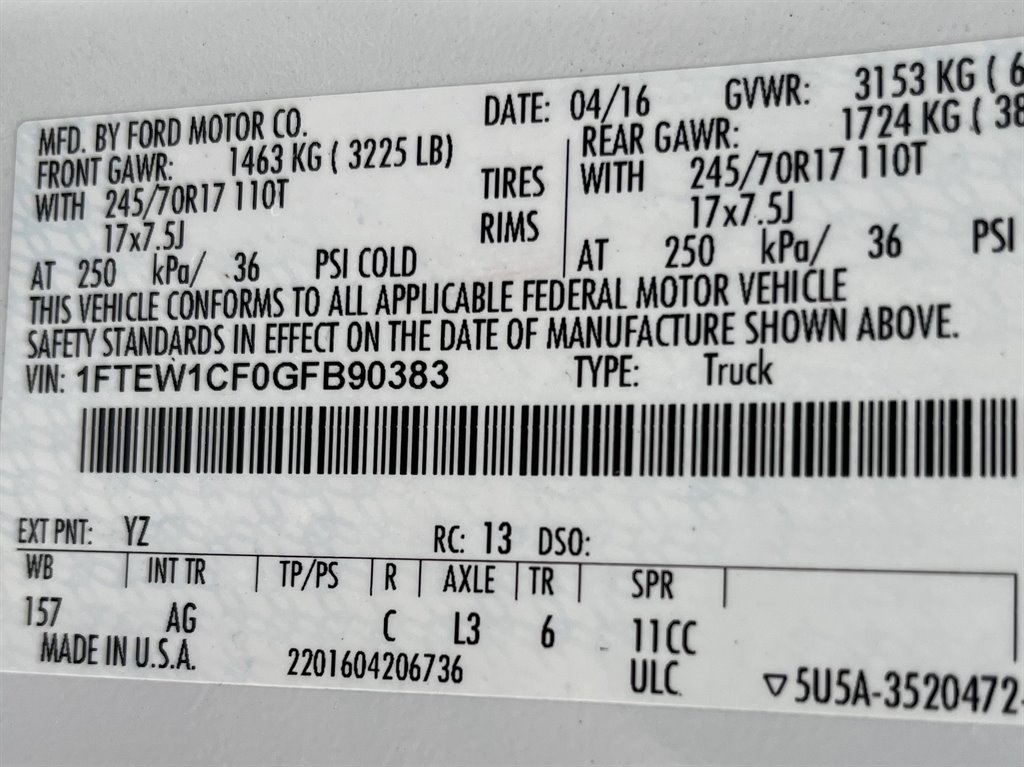 MFD. BY FORD MOTOR CO. DATE: 04/16 GVWR: 3153 KG ( 6
FRONT GAWR: 1463 KG ( 3225 LB) REAR GAWR: 1724 KG ( 38
WITH 245/70R17 110T TIRES WITH 245/70R17 110T
17x7.5J RIMS 17x7.5J
AT 250 kPa/ 36 PSI COLD AT 250 kPa/ 36 PSI
THIS VEHICLE CONFORMS TO ALL APPLICABLE FEDERAL MOTOR VEHICLE
SAFETY STANDARDS IN EFFECT ON THE DATE OF MANUFACTURE SHOWN ABOVE.
VIN: 1FTEW1CF0GFB90383 TYPE: Truck
EXT PNT: YZ RC: 13 DSO:
WB INT TR TP/PS R AXLE TR SPR
157 AG C L3 6 11CC
MADE IN U.S.A. 2201604206736 ULC ▽5U5A-3520472-